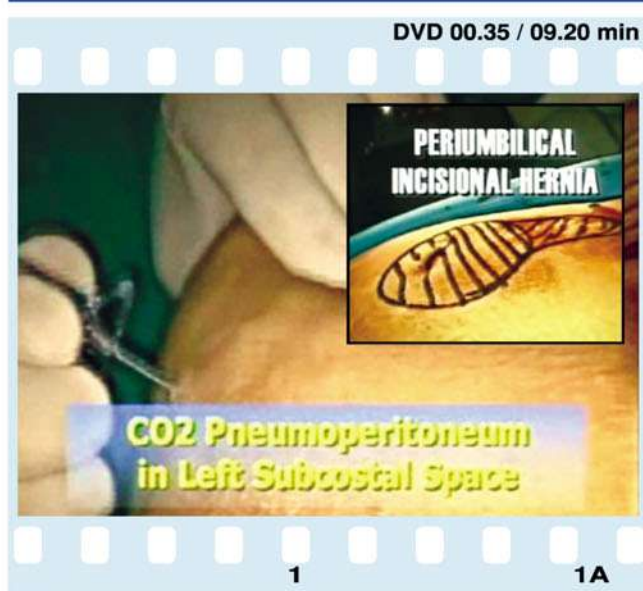 DVD 00.35 / 09.20 min
PERIUMBILICAL
INCISIONAL HERNIA
CO2 Pneumoperitoneum
in Left Subcostal Space
1
1A